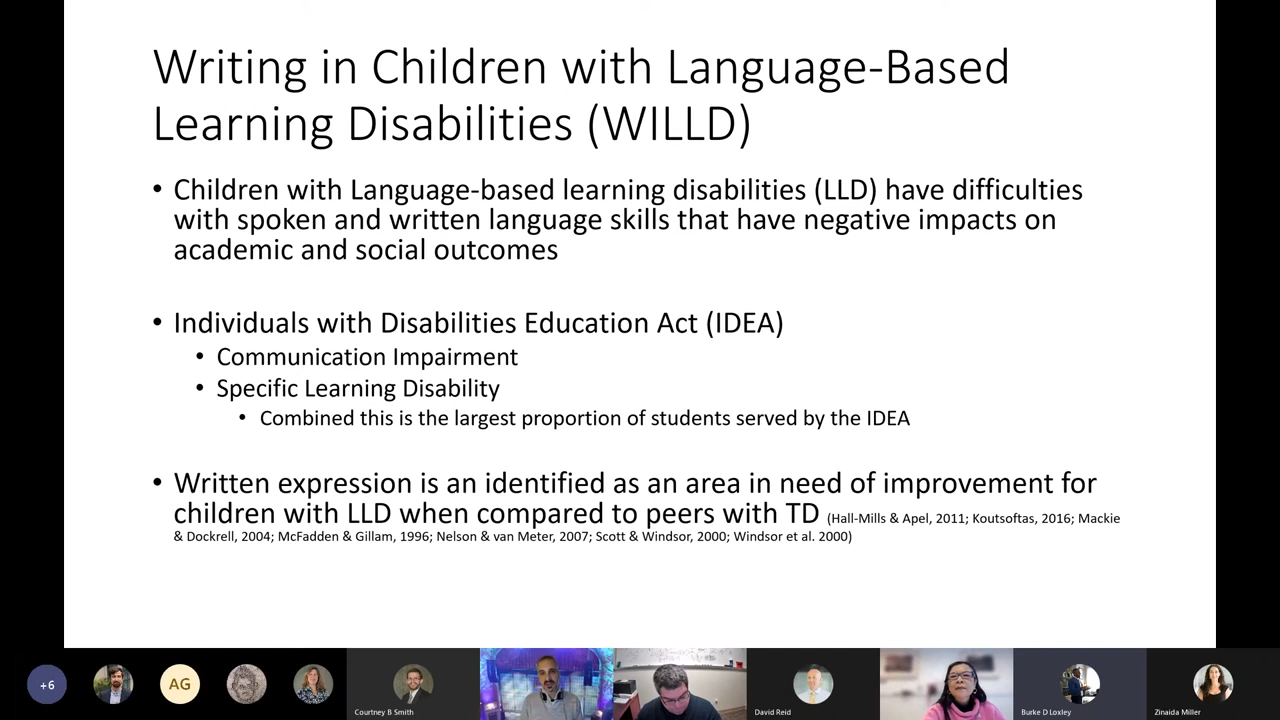 Writing in Children with Language-Based
Learning Disabilities (WILLD)
• Children with Language-based learning disabilities (LLD) have difficulties
with spoken and written language skills that have negative impacts on
academic and social outcomes
• Individuals with Disabilities Education Act (IDEA)
• Communication Impairment
• Specific Learning Disability
• Combined this is the largest proportion of students served by the IDEA
• Written expression is an identified as an area in need of improvement for
children with LLD when compared to peers with TD (Hall-Mills & Apel, 2011; Koutsoftas, 2016; Mackie
& Dockrell, 2004; McFadden & Gillam, 1996; Nelson & van Meter, 2007; Scott & Windsor, 2000; Windsor et al. 2000)
+6
AG
Courtney B Smith
David Reid
Burke D Loxley
Zinaida Miller